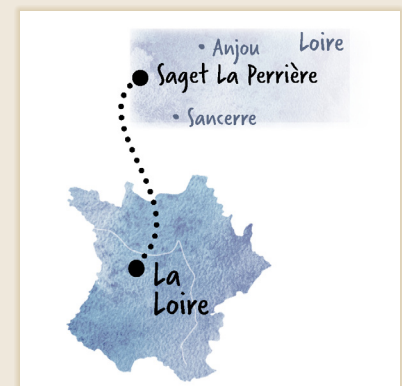 Anjou
Loire
Saget La Perrière
Sancerre
La
Loire